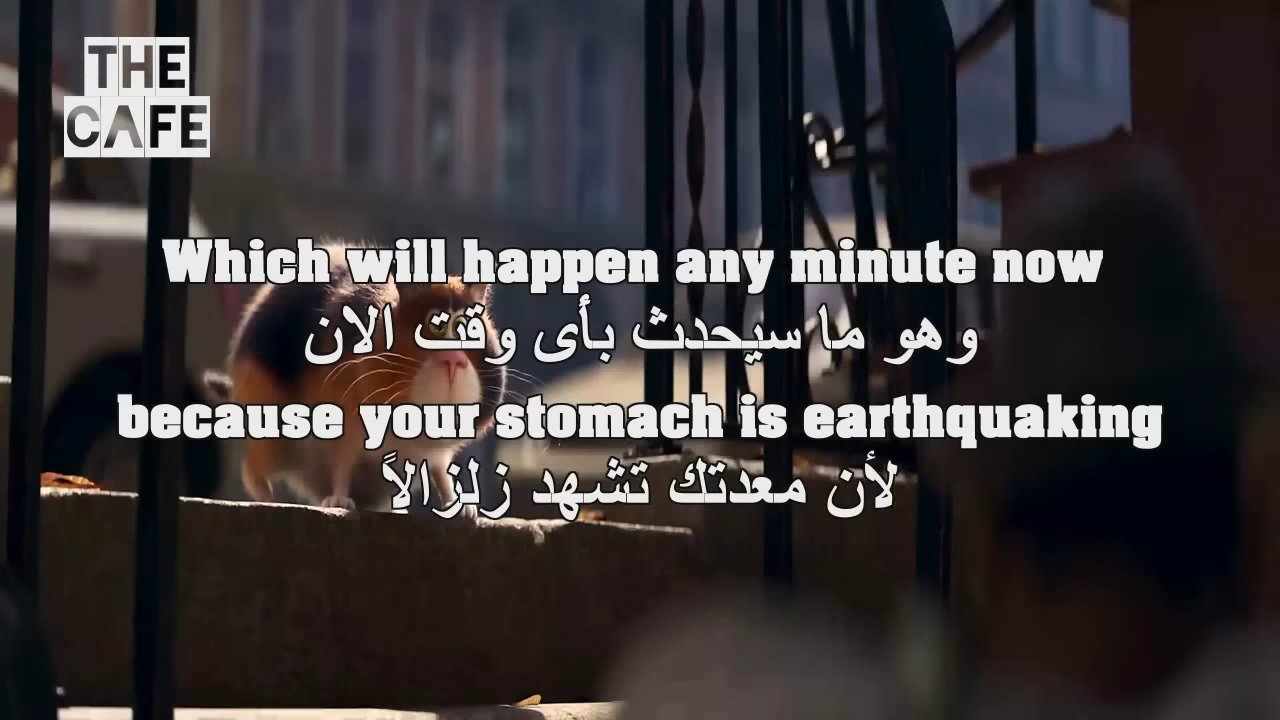 THE
CAFE
Which will happen any minute now
وهو ما سيحدث بأى وقت الان
because your stomach is earthquaking
لأن معدتك تشهد زلزالاً